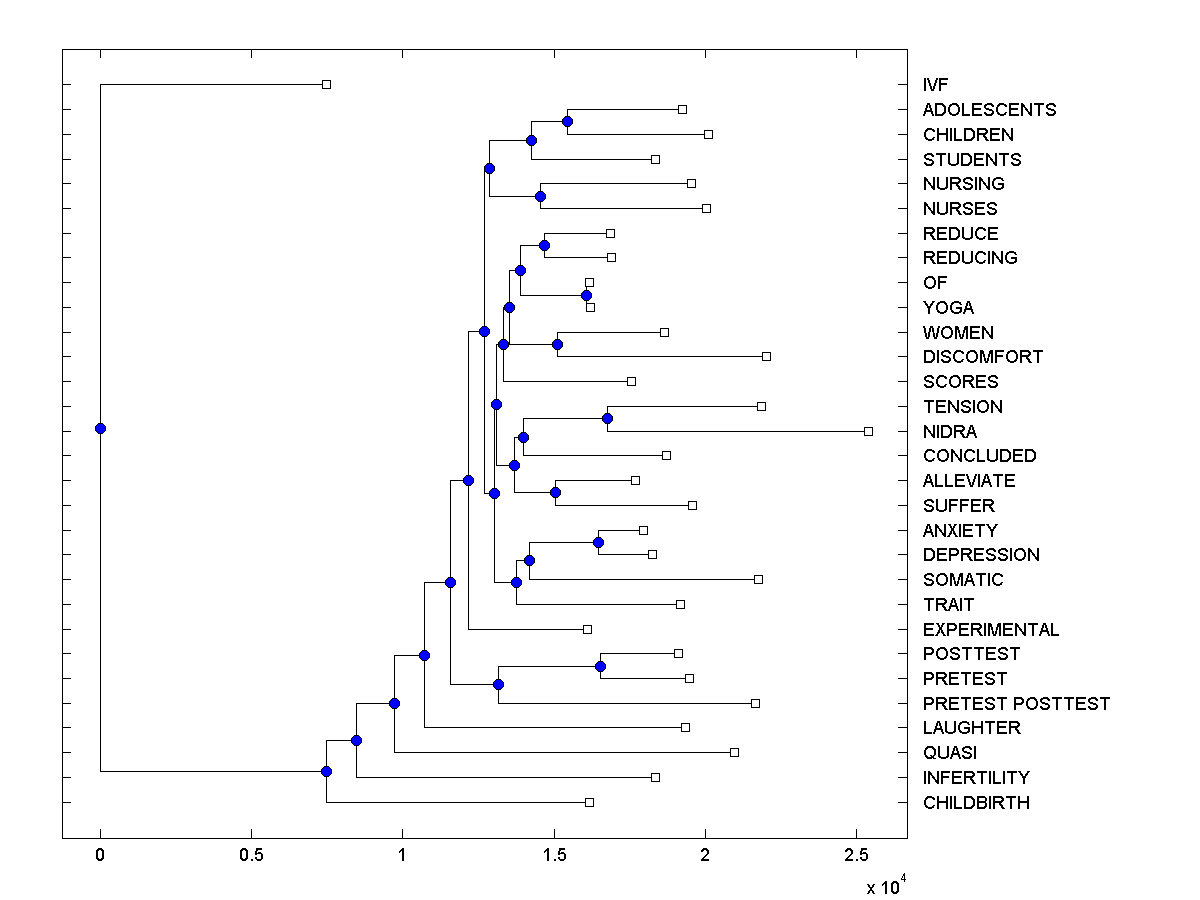 IVF
ADOLESCENTS
CHILDREN
STUDENTS
NURSING
NURSES
REDUCE
REDUCING
OF
YOGA
WOMEN
DISCOMFORT
SCORES
TENSION
NIDRA
CONCLUDED
ALLEVIATE
SUFFER
ANXIETY
DEPRESSION
SOMATIC
TRAIT
EXPERIMENTAL
POSTTEST
PRETEST
PRETEST POSTTEST
LAUGHTER
QUASI
INFERTILITY
CHILDBIRTH
0 0.5 1 1.5 2 2.5
x 10^4